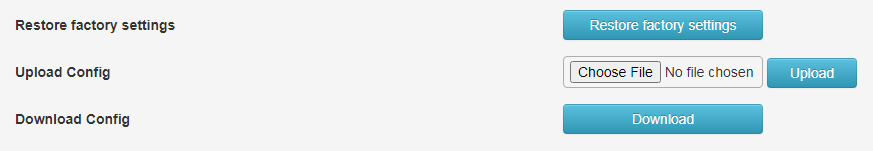 Restore factory settings Restore factory settings
Upload Config Choose File No file chosen Upload
Download Config Download